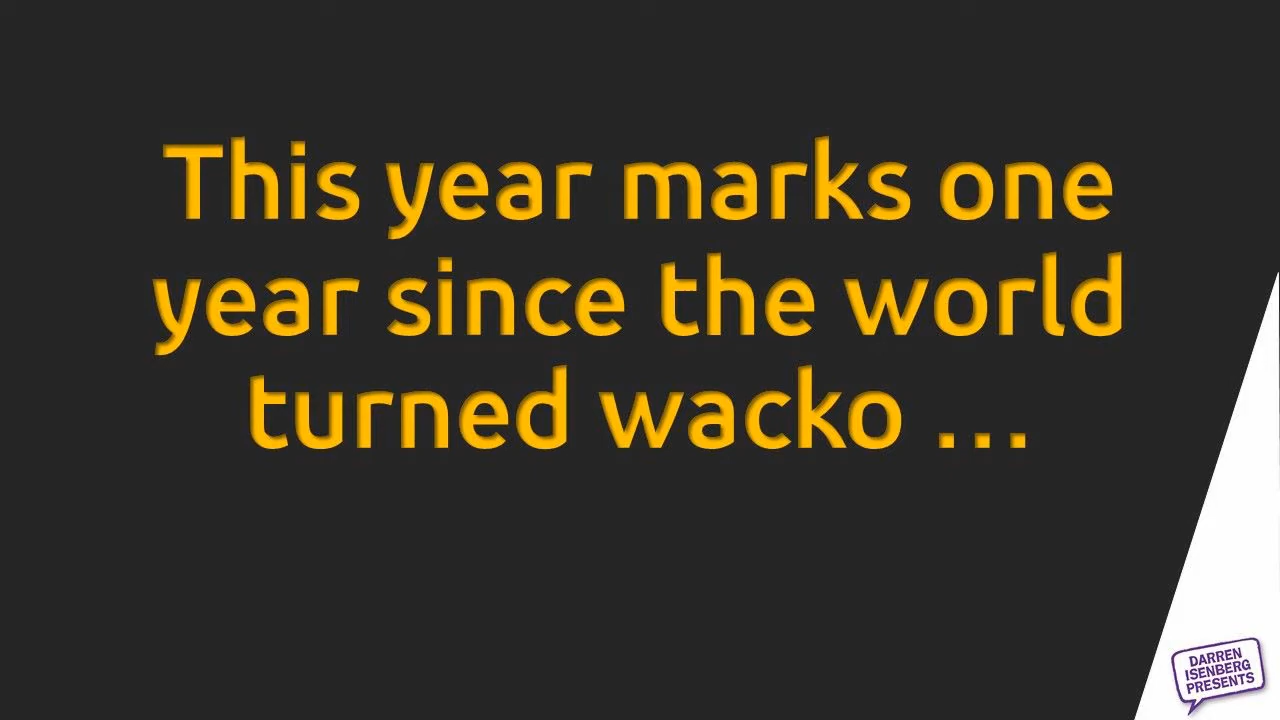 This year marks one
year since the world
turned wacko ...
DARREN
ISENBERG
PRESENTS